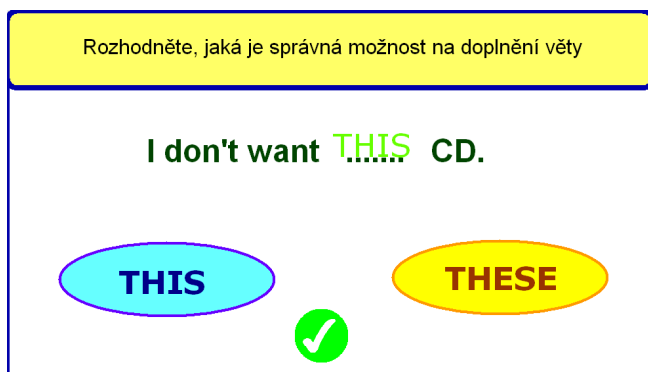 Rozhodněte, jaká je správná možnost na doplnění věty
I don't want THIS ....... CD.
THIS
THESE